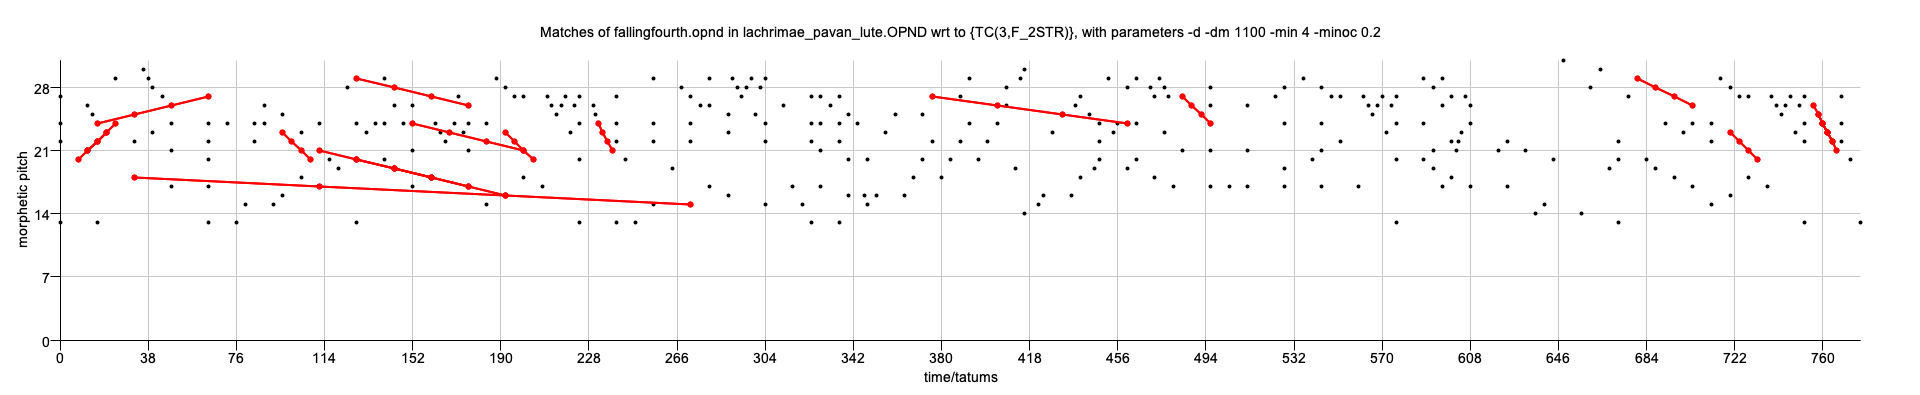 Matches of fallingfourth.opnd in lachrimae_pavan_lute.OPND wrt to {TC(3,F_2STR)}, with parameters -d -dm 1100 -min 4 -minoc 0.2
morphetic pitch
28
21
14
7
0
0 38 76 114 152 190 228 266 304 342 380 418 456 494 532 570 608 646 684 722 760
time/tatums